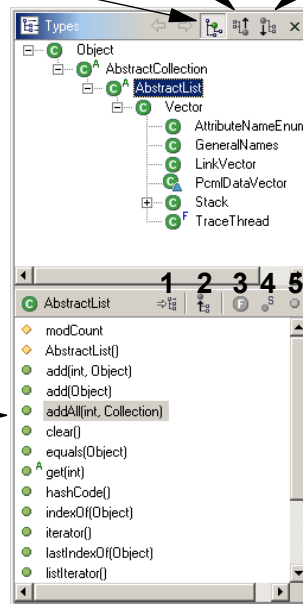 Types
Object
AbstractCollection
AbstractList
Vector
AttributeNameEnum
GeneralNames
LinkVector
PcmlDataVector
Stack
TraceThread
1 2 3 4 5
AbstractList
modCount
AbstractList()
add(int, Object)
add(Object)
addAll(int, Collection)
clear()
equals(Object)
get(int)
hashCode()
indexOf(Object)
iterator()
lastIndexOf(Object)
listIterator()